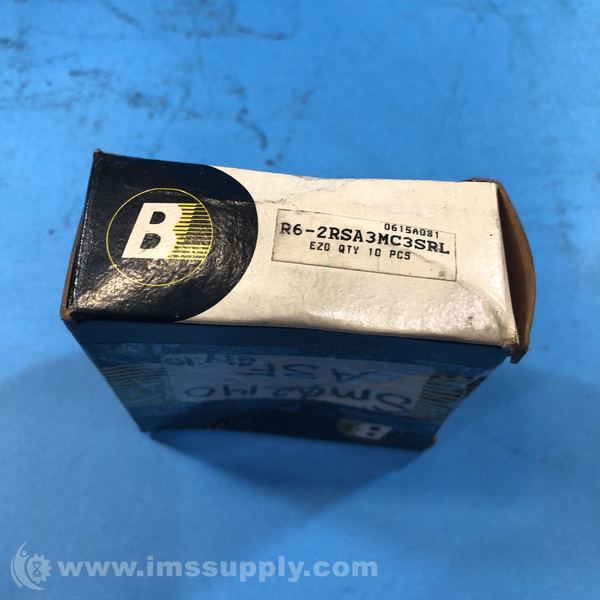 B
0615A081
R6-2RSA3MC3SRL
EZO QTY 10 PCS
B
www.imssupply.com